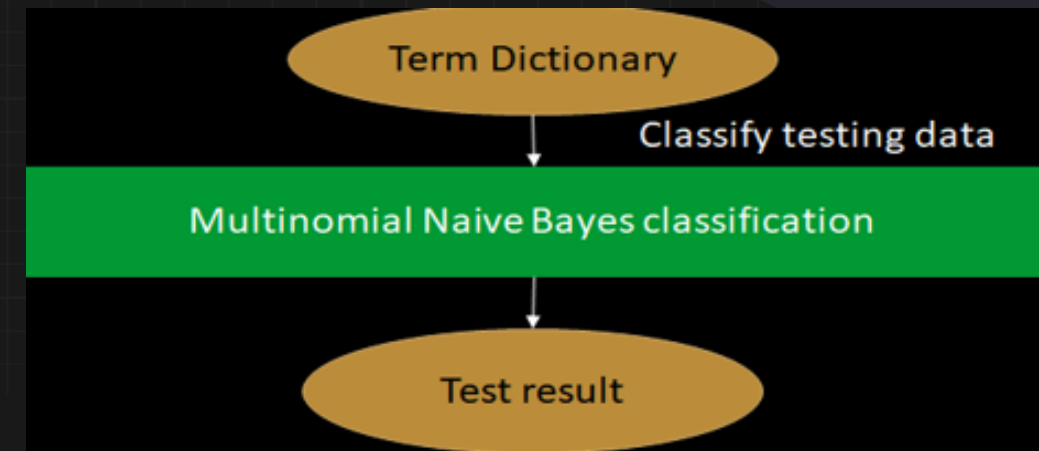 Term Dictionary
Classify testing data
Multinomial Naive Bayes classification
Test result